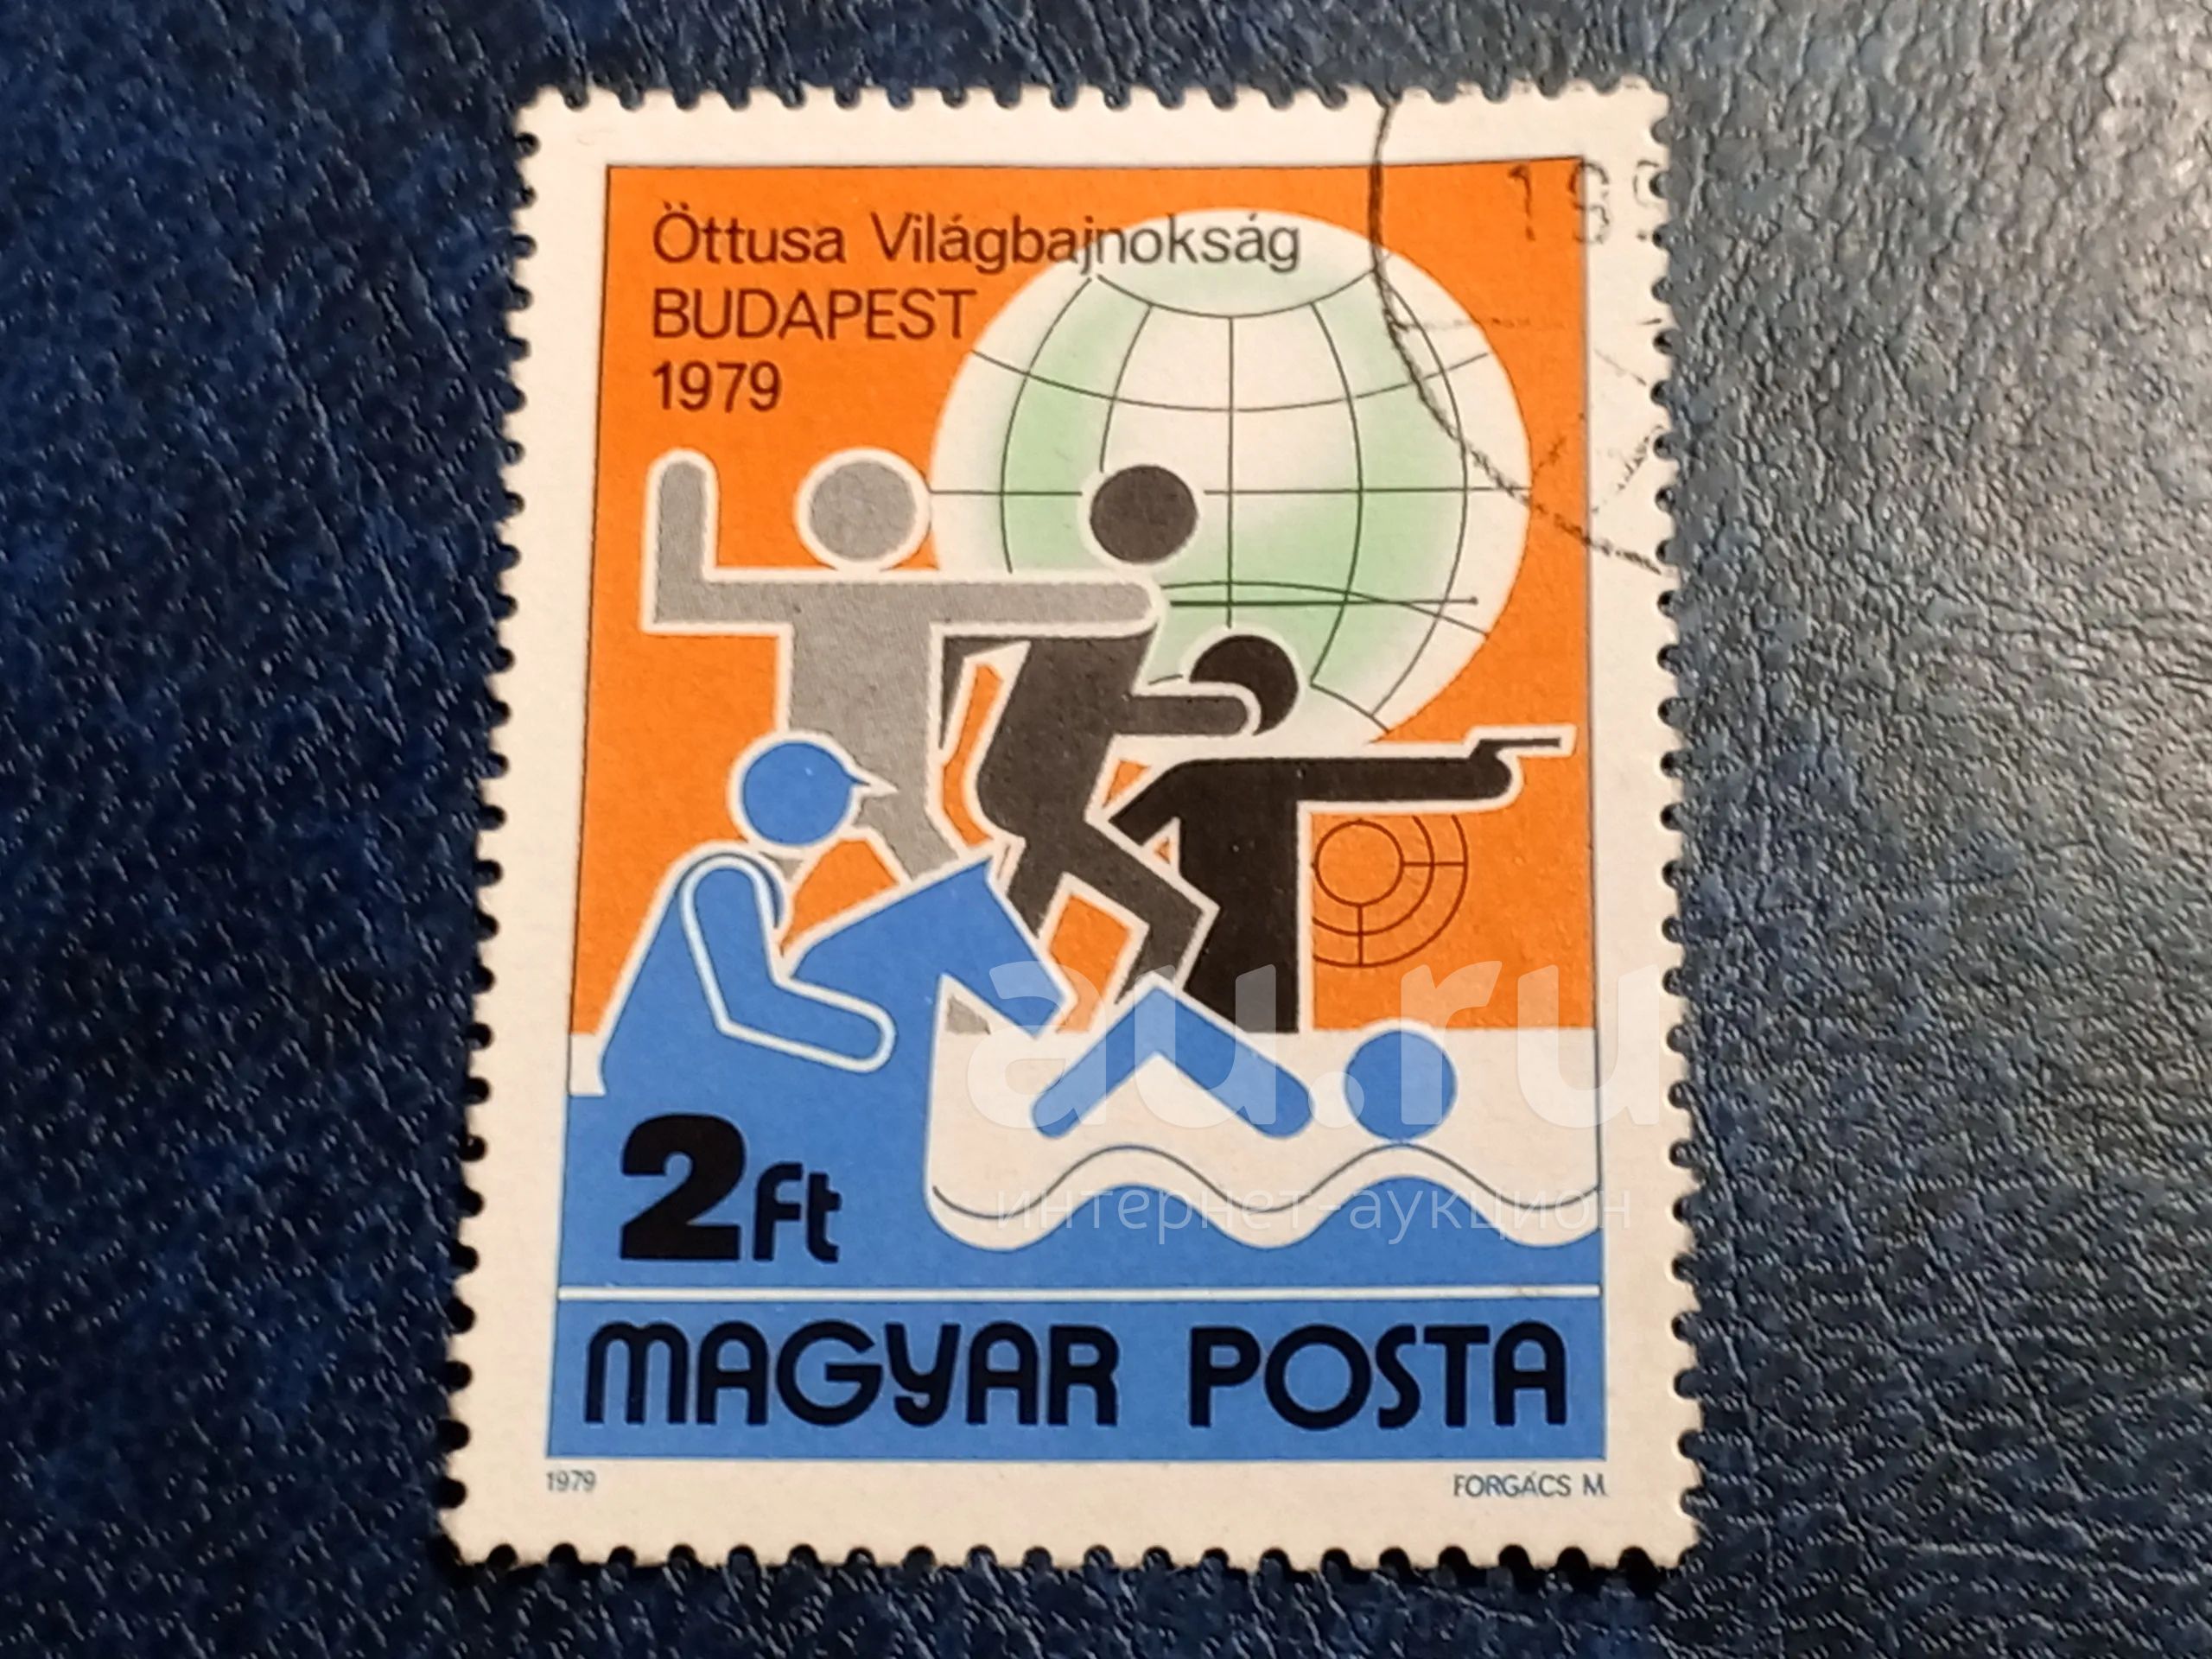 Öttusa Világbajnokság
BUDAPEST
1979
au.ru
интернет-аукцион
2Ft
MAGYAR POSTA
1979
FORGÁCS M